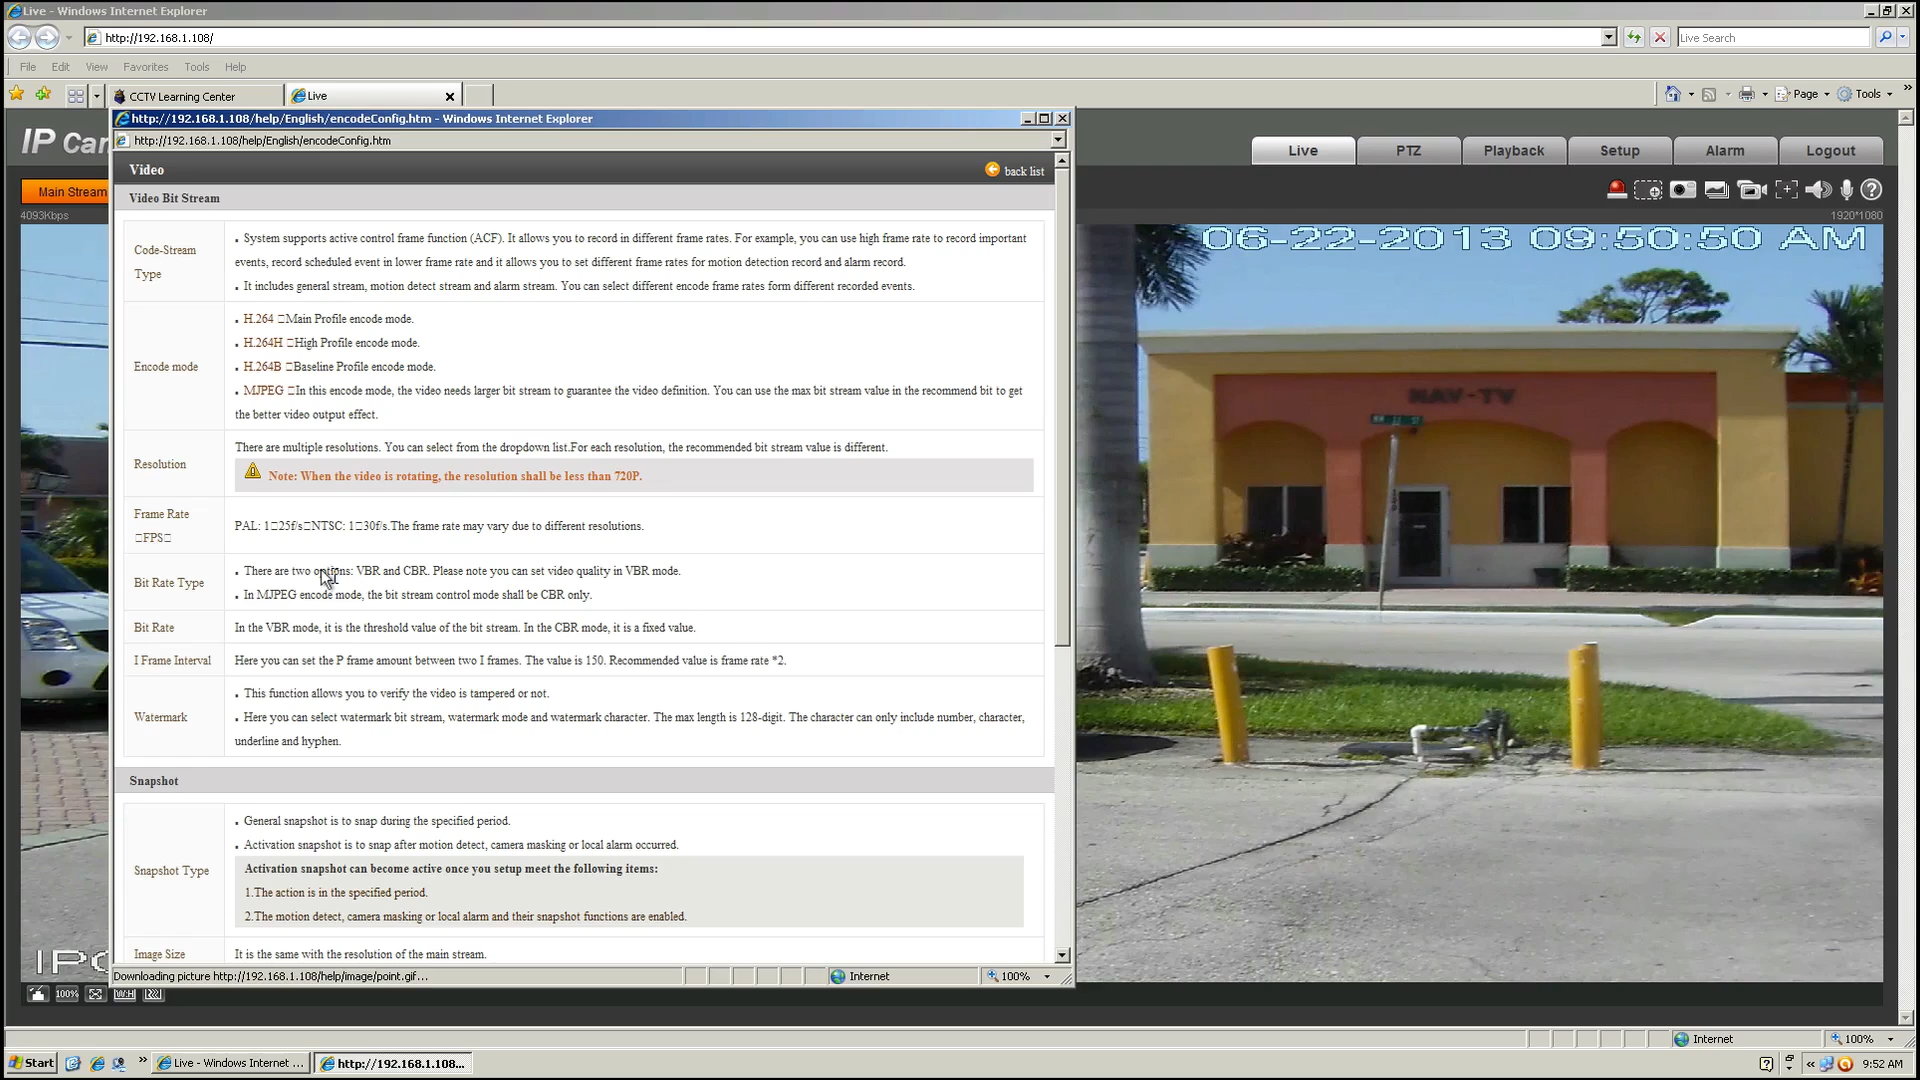 Live - Windows Internet Explorer
http://192.168.1.108/
Live Search
File Edit View Favorites Tools Help
CCTV Learning Center
Live
Page Tools
http://192.168.1.108/help/English/encodeConfig.htm - Windows Internet Explorer
http://192.168.1.108/help/English/encodeConfig.htm
IP Car
Live PTZ Playback Setup Alarm Logout
Main Stream
4093Kbps
1920*1080
Video
back list
Video Bit Stream
Code-Stream Type
• System supports active control frame function (ACF). It allows you to record in different frame rates. For example, you can use high frame rate to record important
events, record scheduled event in lower frame rate and it allows you to set different frame rates for motion detection record and alarm record.
• It includes general stream, motion detect stream and alarm stream. You can select different encode frame rates form different recorded events.
Encode mode
• H.264 □Main Profile encode mode.
• H.264H □High Profile encode mode.
• H.264B □Baseline Profile encode mode.
• MJPEG □In this encode mode, the video needs larger bit stream to guarantee the video definition. You can use the max bit stream value in the recommend bit to get
the better video output effect.
Resolution
There are multiple resolutions. You can select from the dropdown list.For each resolution, the recommended bit stream value is different.
Note: When the video is rotating, the resolution shall be less than 720P.
Frame Rate
□FPS□
PAL: 1□25f/s□NTSC: 1□30f/s.The frame rate may vary due to different resolutions.
Bit Rate Type
• There are two options: VBR and CBR. Please note you can set video quality in VBR mode.
• In MJPEG encode mode, the bit stream control mode shall be CBR only.
Bit Rate
In the VBR mode, it is the threshold value of the bit stream. In the CBR mode, it is a fixed value.
I Frame Interval
Here you can set the P frame amount between two I frames. The value is 150. Recommended value is frame rate *2.
Watermark
• This function allows you to verify the video is tampered or not.
• Here you can select watermark bit stream, watermark mode and watermark character. The max length is 128-digit. The character can only include number, character,
underline and hyphen.
Snapshot
Snapshot Type
• General snapshot is to snap during the specified period.
• Activation snapshot is to snap after motion detect, camera masking or local alarm occurred.
Activation snapshot can become active once you setup meet the following items:
1.The action is in the specified period.
2.The motion detect, camera masking or local alarm and their snapshot functions are enabled.
Image Size
It is the same with the resolution of the main stream.
Downloading picture http://192.168.1.108/help/image/point.gif...
Internet
100%
06-22-2013 09:50:50 AM
NAV-TV
IPC
100%
W:H
Internet
100%
Start
Live - Windows Internet ...
http://192.168.1.108...
9:52 AM